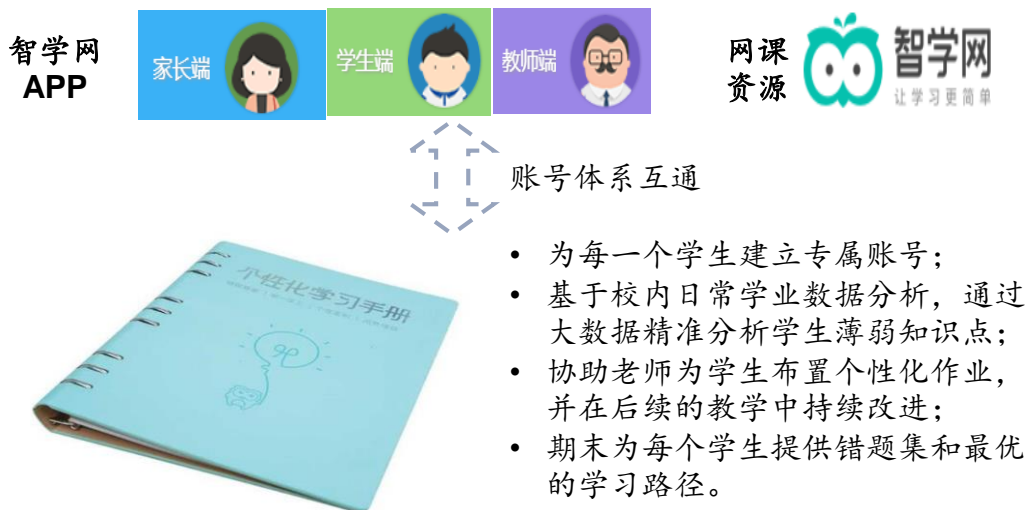 智学网
APP
家长端
学生端
教师端
网课
资源
智学网
让学习更简单
账号体系互通
个性化学习手册
• 为每一个学生建立专属账号;
• 基于校内日常学业数据分析，通过
大数据精准分析学生薄弱知识点;
• 协助老师为学生布置个性化作业，
并在后续的教学中持续改进;
• 期末为每个学生提供错题集和最优
的学习路径。